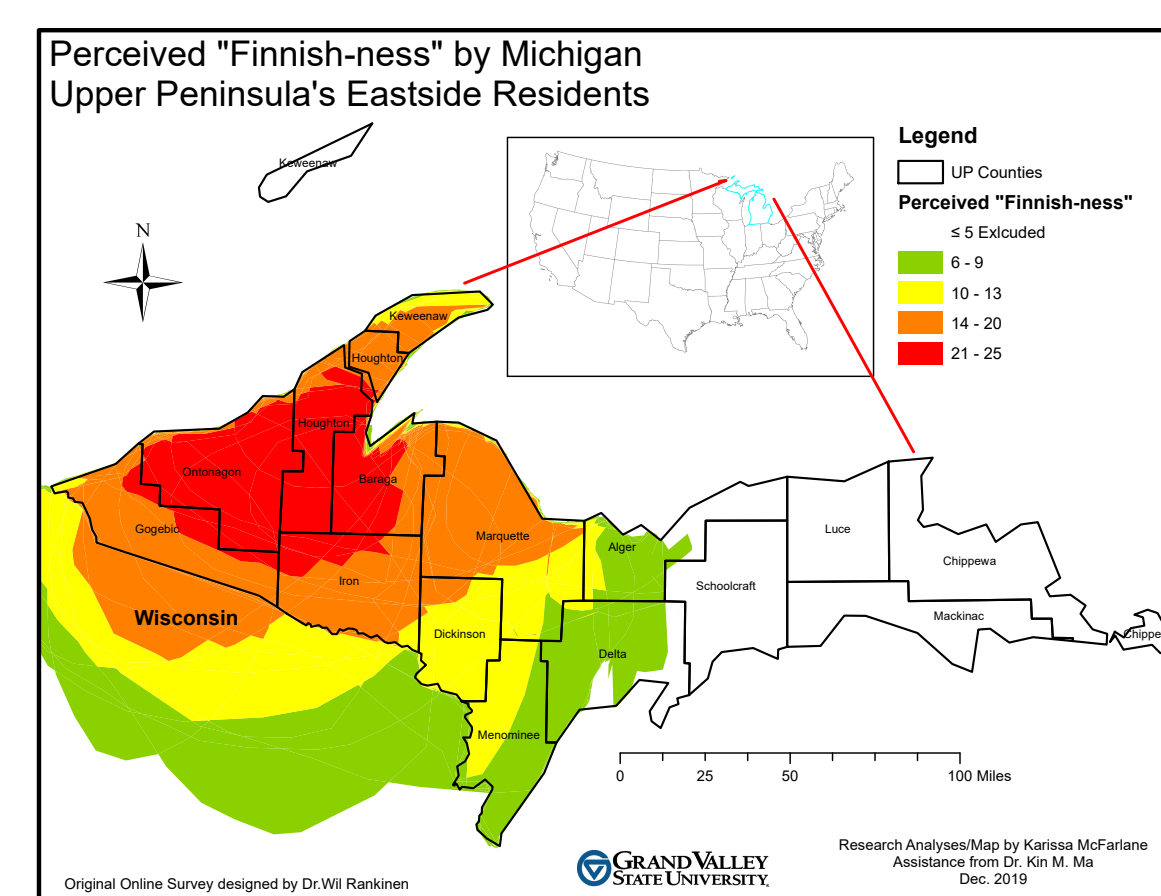 Perceived "Finnish-ness" by Michigan
Upper Peninsula's Eastside Residents
Keweenaw
Legend
UP Counties
Perceived "Finnish-ness"
≤ 5 Exlcuded
6 - 9
10 - 13
14 - 20
21 - 25
N
Keweenaw
Houghton
Houghton
Ontonagon
Baraga
Gogebic
Marquette
Iron
Alger
Luce
Chippewa
Schoolcraft
Mackinac
Wisconsin
Dickinson
Delta
Chippe
Menominee
0 25 50 100 Miles
Research Analyses/Map by Karissa McFarlane
Assistance from Dr. Kin M. Ma
Dec. 2019
GRAND VALLEY
STATE UNIVERSITY.
Original Online Survey designed by Dr.Wil Rankinen